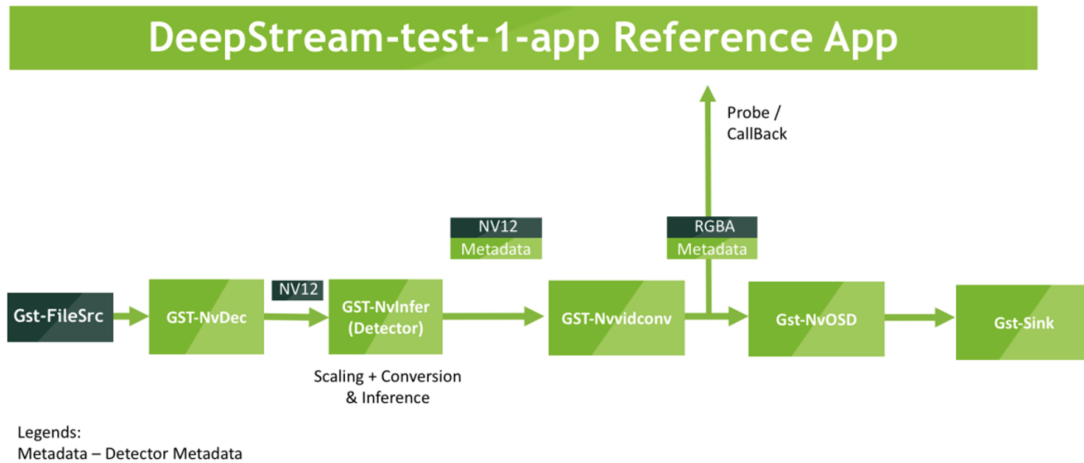 DeepStream-test-1-app Reference App
Probe /
CallBack
NV12
Metadata
RGBA
Metadata
NV12
Gst-FileSrc
GST-NvDec
GST-NvInfer
(Detector)
GST-Nvvidconv
Gst-NvOSD
Gst-Sink
Scaling + Conversion
& Inference
Legends:
Metadata – Detector Metadata